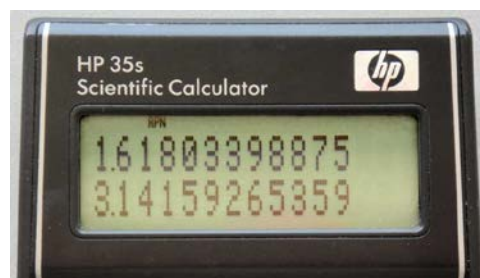 HP 35s
Scientific Calculator
hp
RPN
1.61803398875
3.14159265359